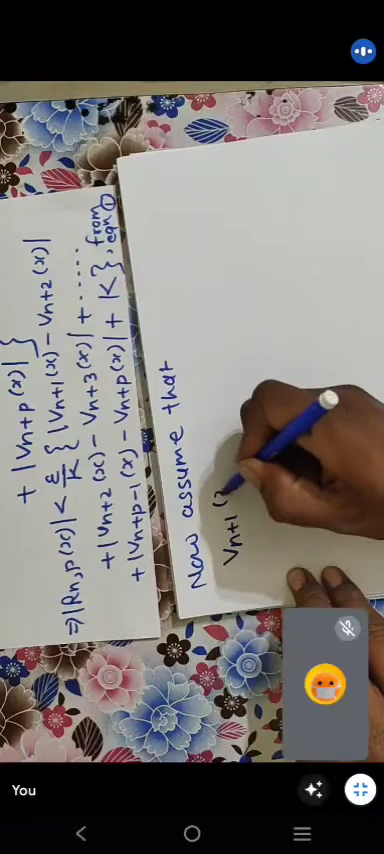 + |Vn+p(x)| }
⇒ |Rn,p(x)| < ε/K { |Vn+1(x) - Vn+2(x)|
+ |Vn+2(x) - Vn+3(x)| + ......
+ |Vn+p-1(x) - Vn+p(x)| + K }, from eqn ①
Now assume that
Vn+1(
You